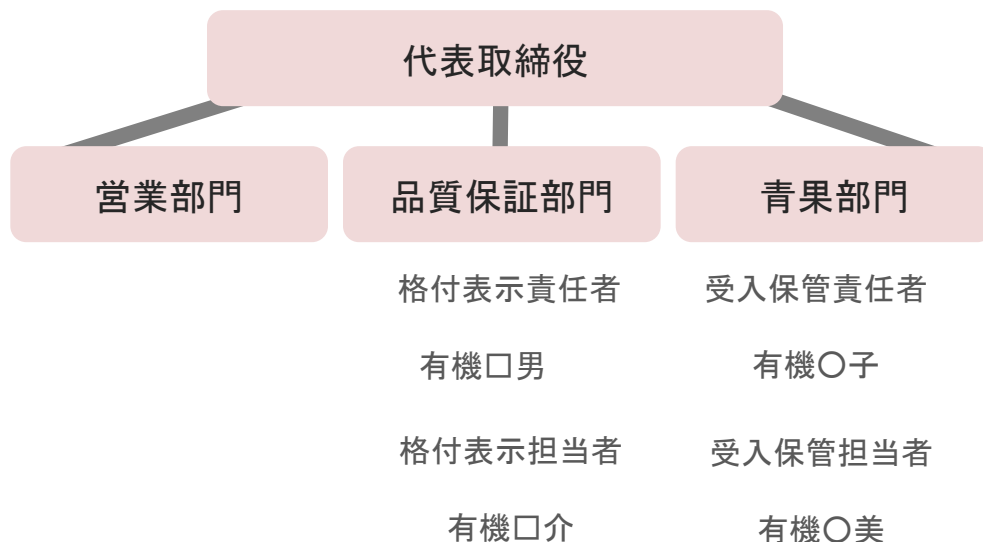 代表取締役
営業部門
品質保証部門
青果部門
格付表示責任者
受入保管責任者
有機□男
有機〇子
格付表示担当者
受入保管担当者
有機□介
有機〇美